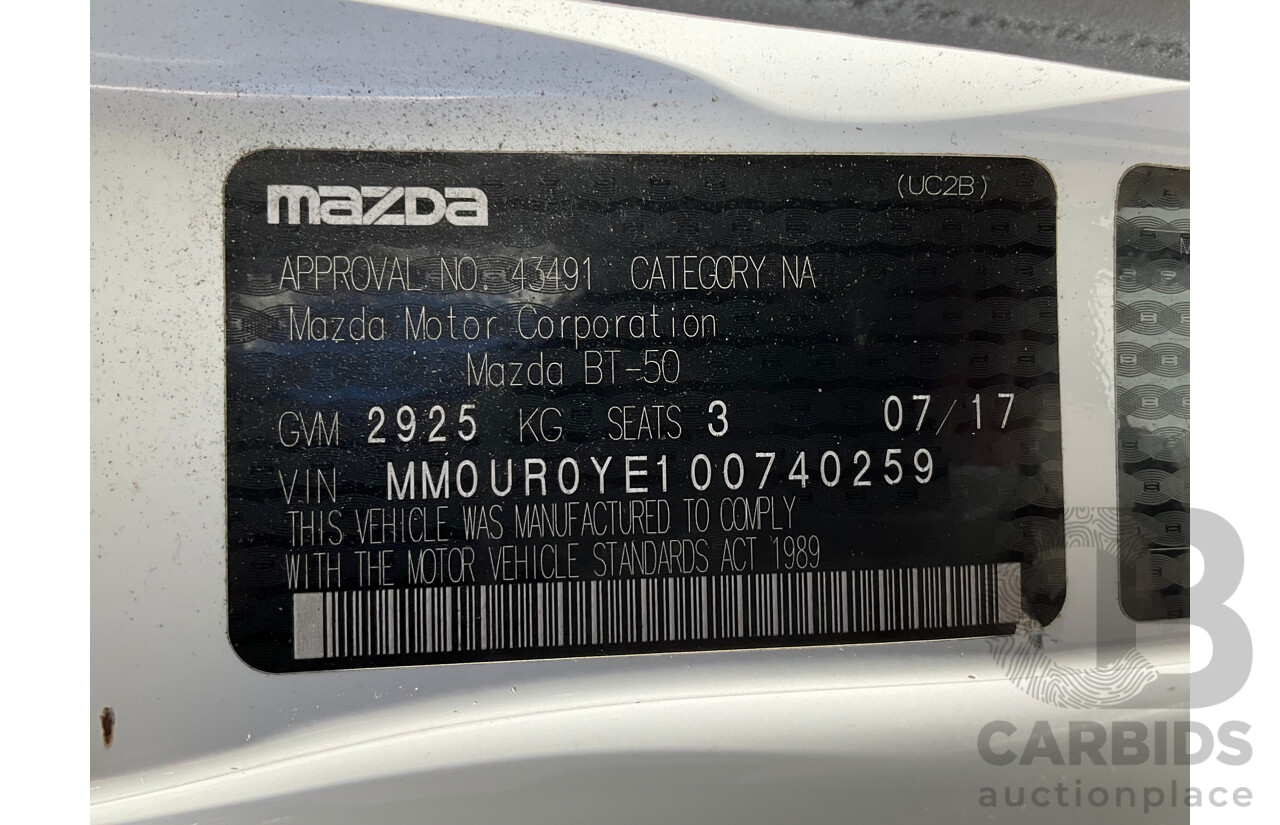 mazda
(UC2B)
APPROVAL NO. 43491 CATEGORY NA
Mazda Motor Corporation
Mazda BT-50
GVM 2925 KG SEATS 3 07/17
VIN MM0UR0YE100740259
THIS VEHICLE WAS MANUFACTURED TO COMPLY
WITH THE MOTOR VEHICLE STANDARDS ACT 1989
CARBIDS
auctionplace